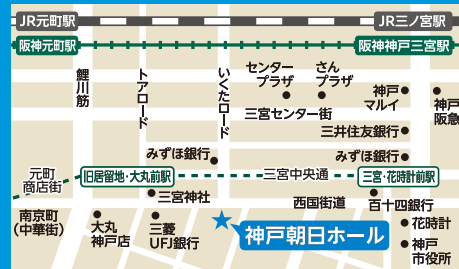 JR元町駅
JR三ノ宮駅
阪神元町駅
阪神神戸三宮駅
鯉川筋
トアロード
いくたロード
センター
プラザ
さん
プラザ
神戸
マルイ
神戸
阪急
三宮センター街
三井住友銀行
みずほ銀行
みずほ銀行
元町
商店街
旧居留地・大丸前駅
三宮中央通
三宮・花時計前駅
三宮神社
西国街道
百十四銀行
南京町
(中華街)
大丸
神戸店
三菱
UFJ銀行
神戸朝日ホール
花時計
神戸
市役所